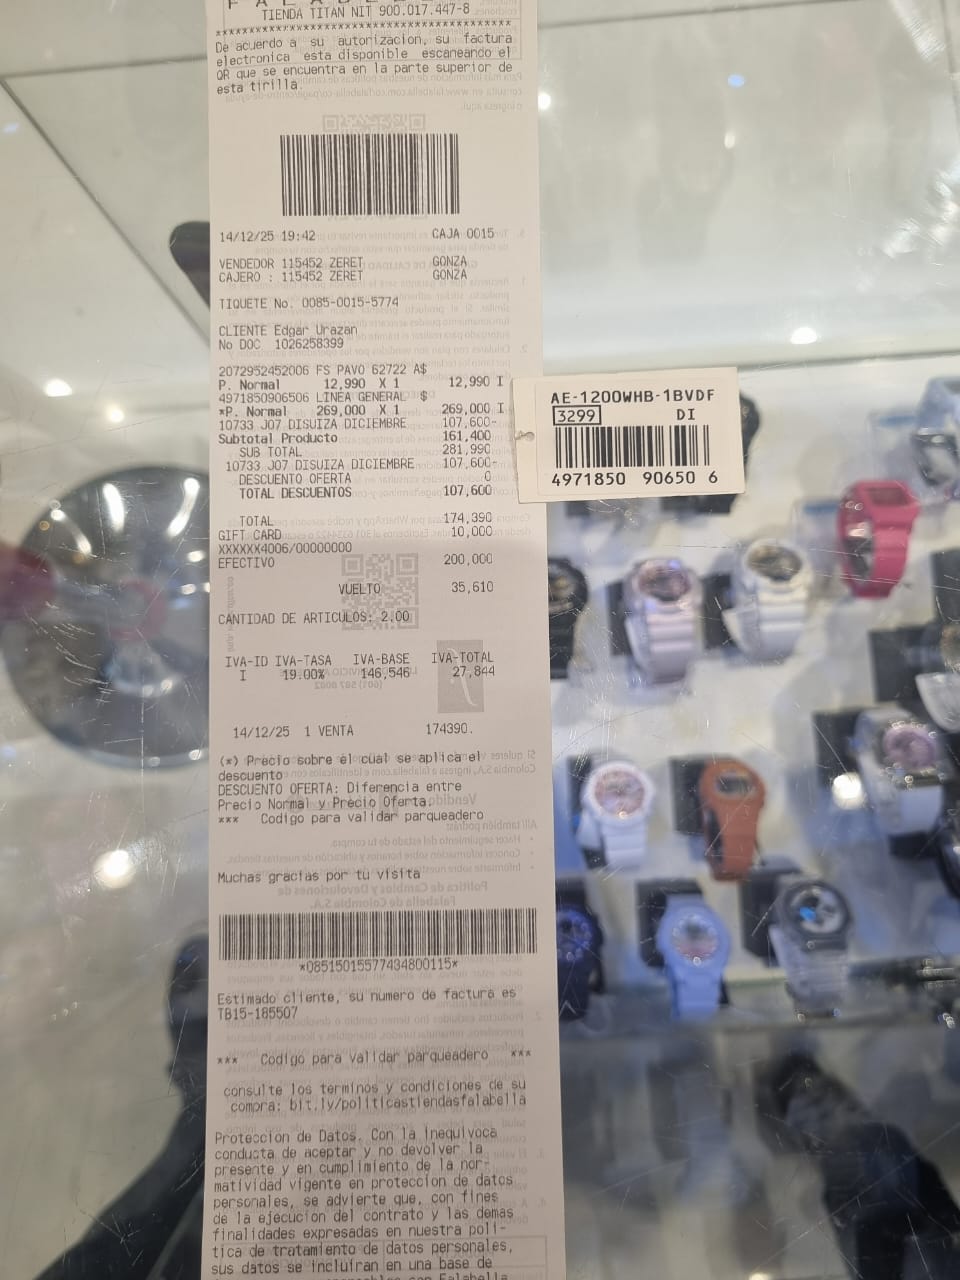 TIENDA TITAN NIT 900.017.447-8
De acuerdo a su autorizacion, su factura
electronica esta disponible escaneando el
QR que se encuentra en la parte superior de
esta tirilla.
14/12/25 19:42 CAJA 0015
VENDEDOR 115452 ZERET GONZA
CAJERO : 115452 ZERET GONZA
TIQUETE No. 0085-0015-5774
CLIENTE Edgar Urazan
No DOC 1026258399
2072952452006 FS PAVO 62722 A$
P. Normal 12,990 X 1 12,990 I
4971850906506 LINEA GENERAL $
*P. Normal 269,000 X 1 269,000 I
10733 J07 DISUIZA DICIEMBRE 107,600-
Subtotal Producto 161,400
SUB TOTAL 281,990
10733 J07 DISUIZA DICIEMBRE 107,600-
DESCUENTO OFERTA 0
TOTAL DESCUENTOS 107,600
TOTAL 174,390
GIFT CARD 10,000
XXXXXX4006/00000000
EFECTIVO 200,000
VUELTO 35,610
CANTIDAD DE ARTICULOS: 2.00
IVA-ID IVA-TASA IVA-BASE IVA-TOTAL
I 19.00% 146,546 27,844
14/12/25 1 VENTA 174390.
(*) Precio sobre el cual se aplica el
descuento
DESCUENTO OFERTA: Diferencia entre
Precio Normal y Precio Oferta.
*** Codigo para validar parqueadero
Muchas gracias por tu visita
*08515015577434800115*
Estimado cliente, su numero de factura es
TB15-185507
*** Codigo para validar parqueadero ***
consulte los terminos y condiciones de su
compra: bit.ly/politicastiendasfalabella
Proteccion de Datos. Con la inequivoca
conducta de aceptar y no devolver la
presente y en cumplimiento de la nor-
matividad vigente en proteccion de datos
personales, se advierte que, con fines
de la ejecucion del contrato y las demas
finalidades expresadas en nuestra poli-
tica de tratamiento de datos personales,
sus datos se incluiran en una base de
AE-1200WHB-1BVDF
3299 DI
4971850 90650 6